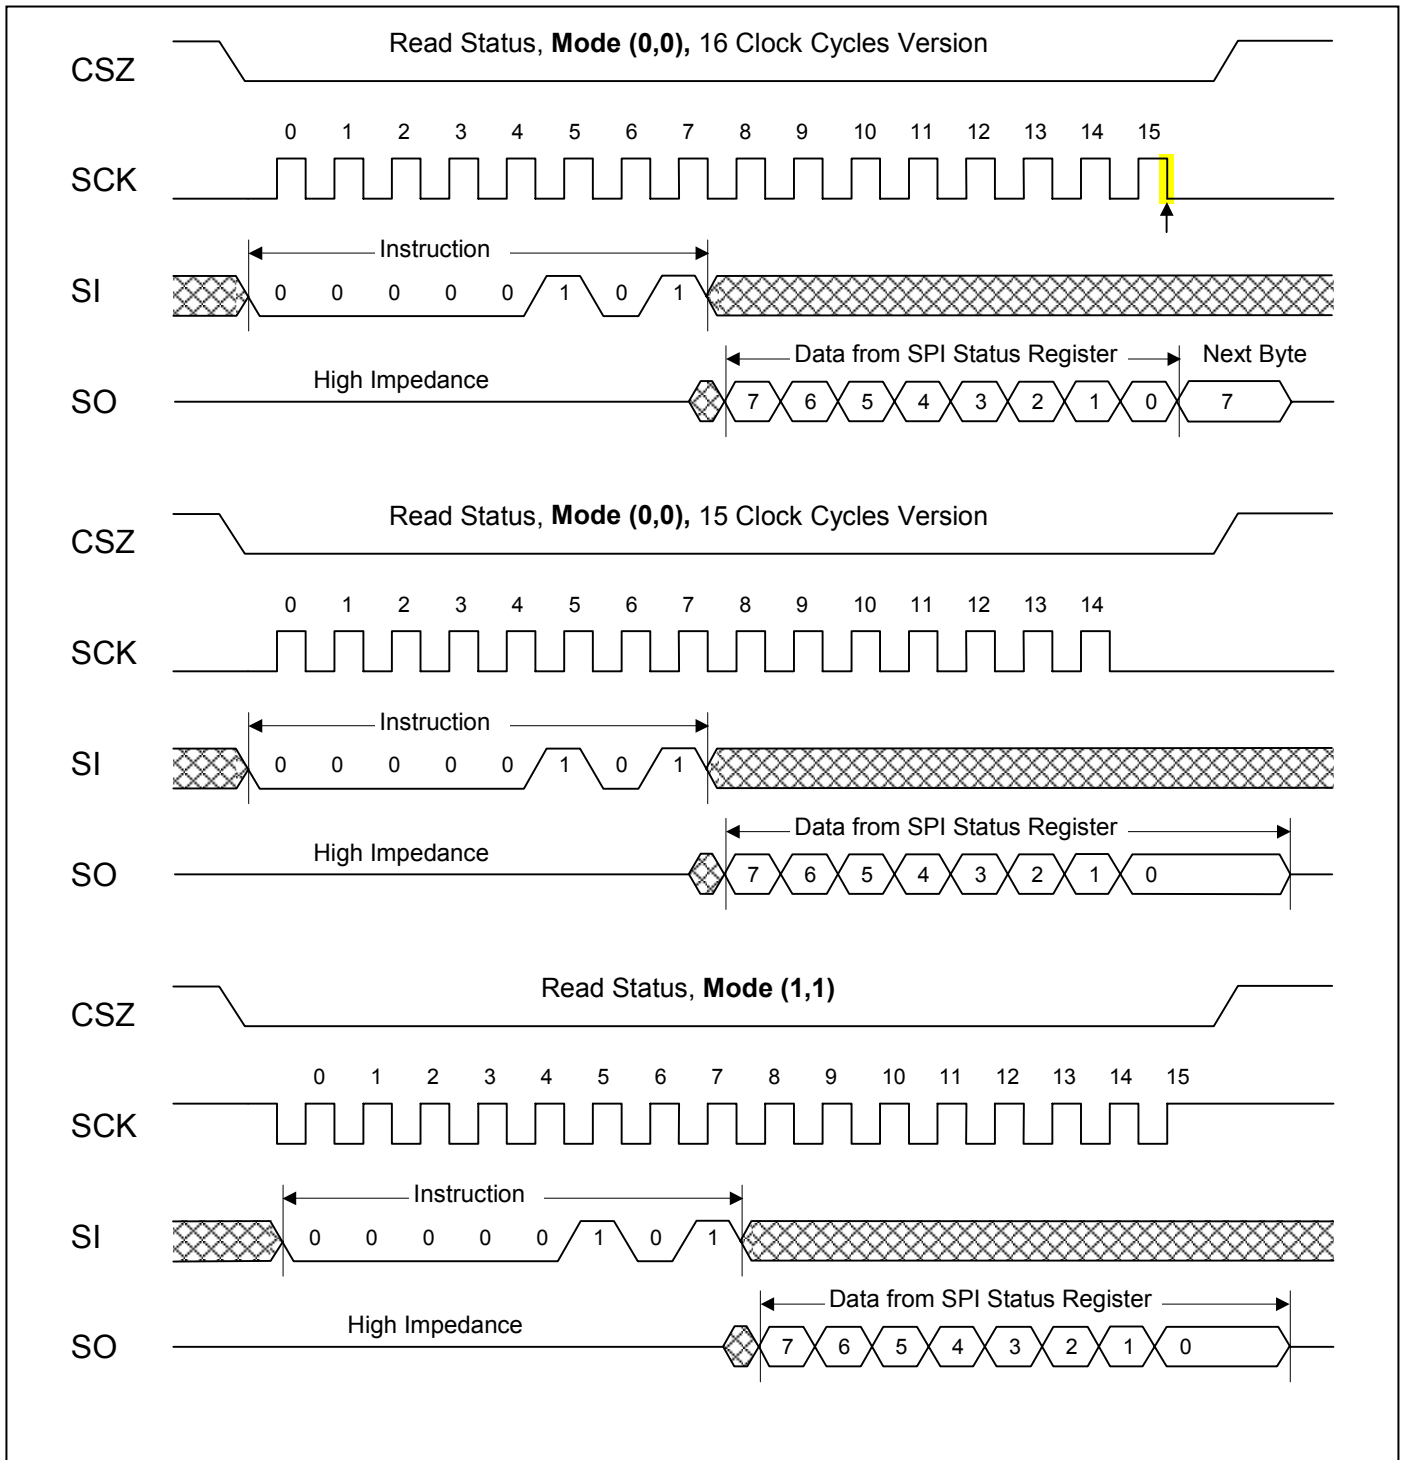 Read Status, Mode (0,0), 16 Clock Cycles Version
CSZ
0 1 2 3 4 5 6 7 8 9 10 11 12 13 14 15
SCK
Instruction
SI 0 0 0 0 0 1 0 1
Data from SPI Status Register Next Byte
High Impedance
SO 7 6 5 4 3 2 1 0 7
Read Status, Mode (0,0), 15 Clock Cycles Version
CSZ
0 1 2 3 4 5 6 7 8 9 10 11 12 13 14
SCK
Instruction
SI 0 0 0 0 0 1 0 1
Data from SPI Status Register
High Impedance
SO 7 6 5 4 3 2 1 0
Read Status, Mode (1,1)
CSZ
0 1 2 3 4 5 6 7 8 9 10 11 12 13 14 15
SCK
Instruction
SI 0 0 0 0 0 1 0 1
Data from SPI Status Register
High Impedance
SO 7 6 5 4 3 2 1 0